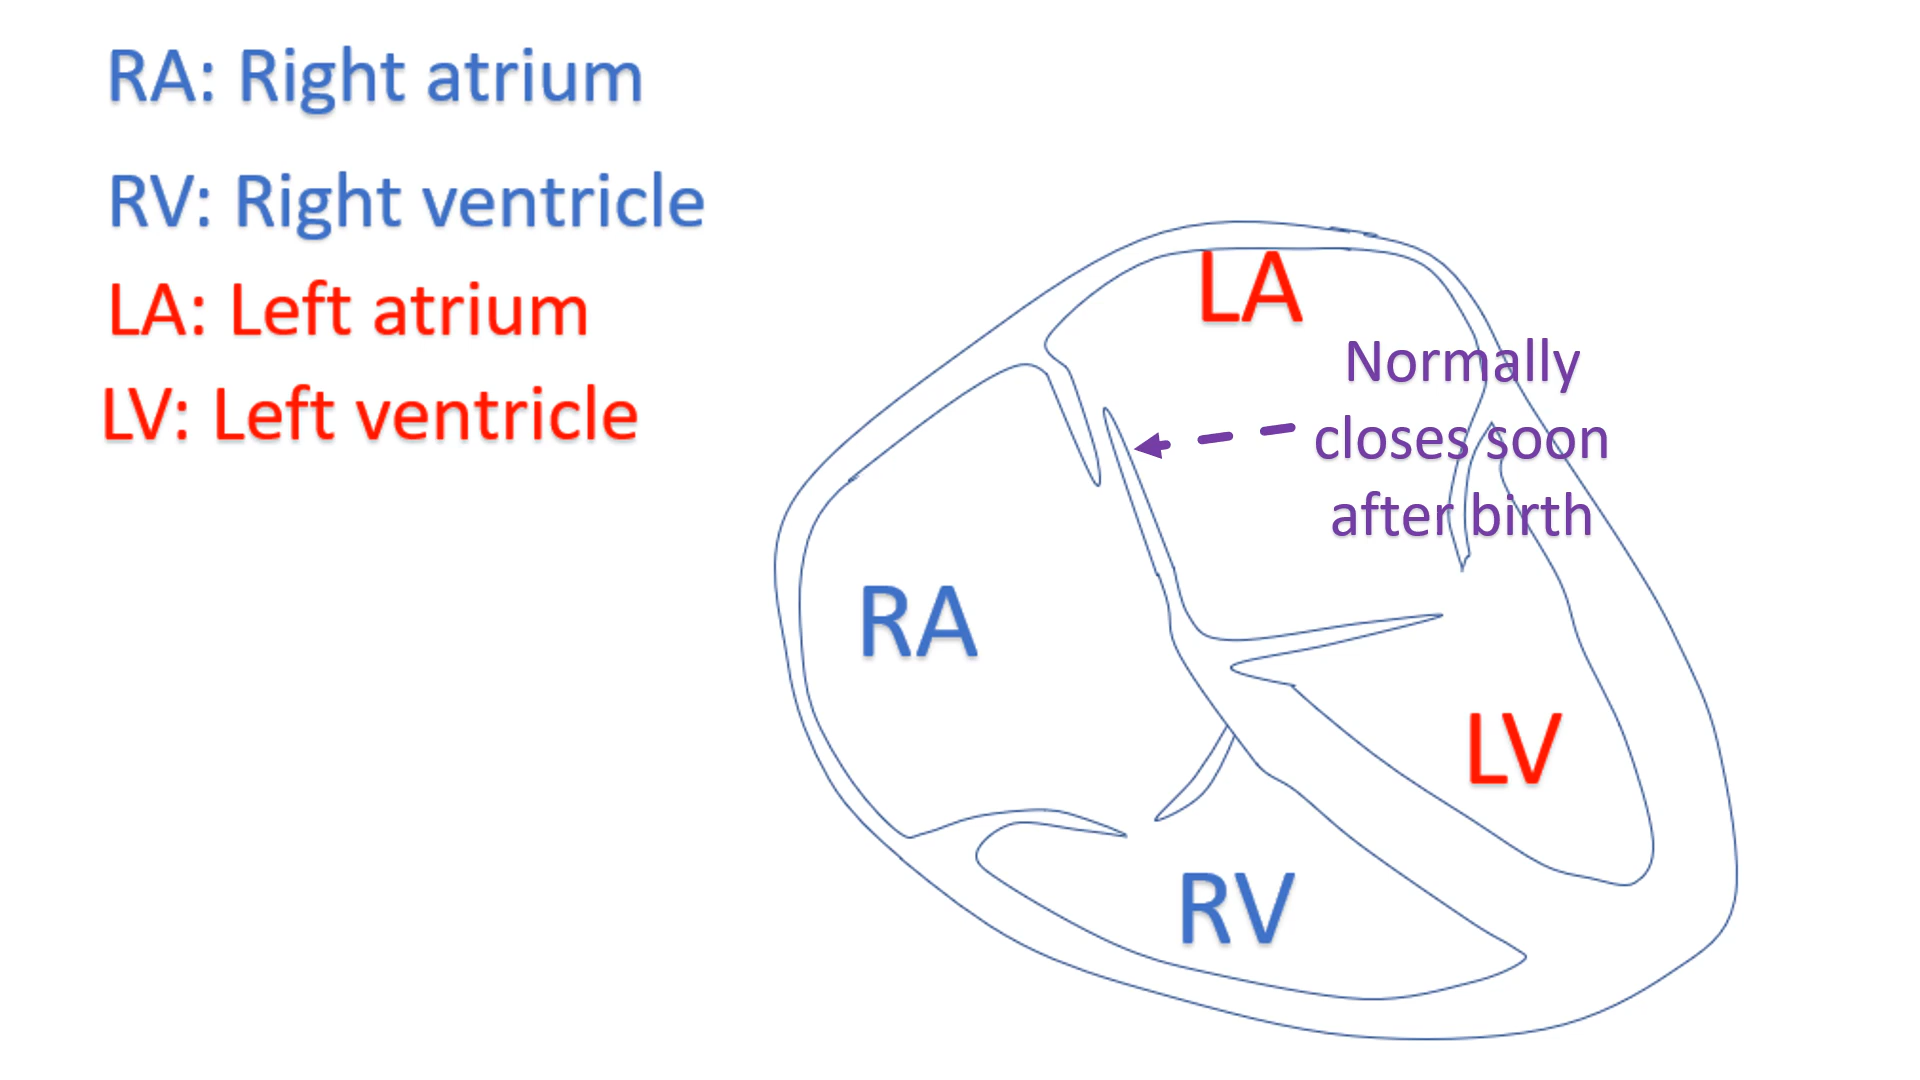 RA: Right atrium
RV: Right ventricle
LA: Left atrium
LV: Left ventricle
LA
Normally
closes soon
after birth
RA
LV
RV